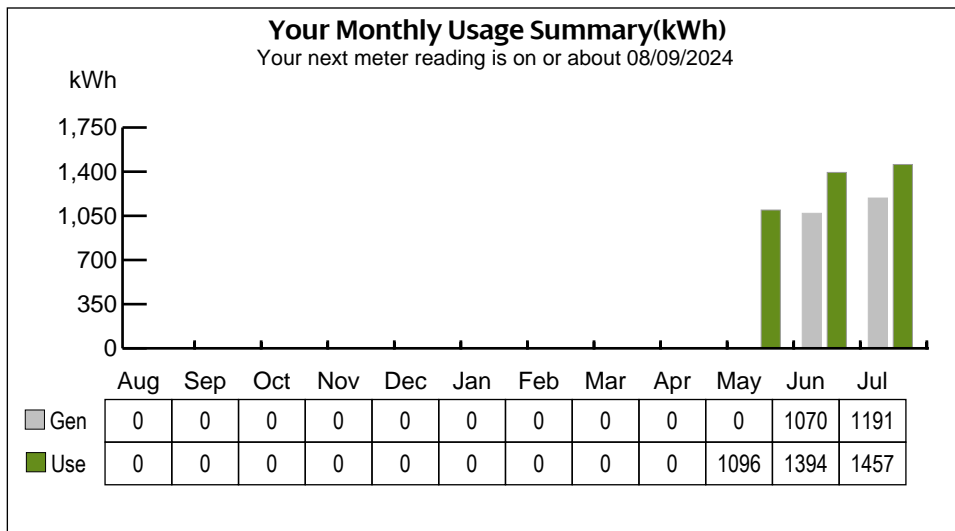 Your Monthly Usage Summary(kWh)
Your next meter reading is on or about 08/09/2024
kWh
1,750
1,400
1,050
700
350
0
Aug Sep Oct Nov Dec Jan Feb Mar Apr May Jun Jul
Gen 0 0 0 0 0 0 0 0 0 0 1070 1191
Use 0 0 0 0 0 0 0 0 0 1096 1394 1457